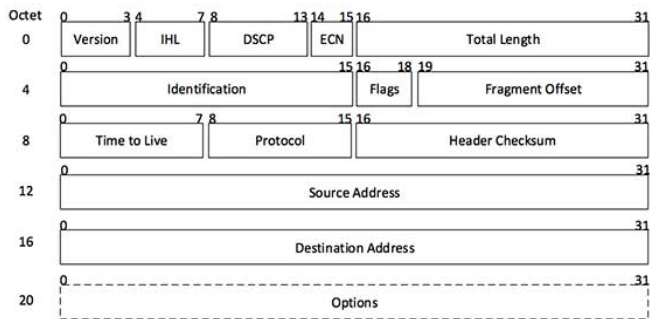 Octet 0 3 4 7 8 13 14 15 16 31
0 Version IHL DSCP ECN Total Length
0 15 16 18 19 31
4 Identification Flags Fragment Offset
0 7 8 15 16 31
8 Time to Live Protocol Header Checksum
0 31
12 Source Address
0 31
16 Destination Address
0 31
20 Options